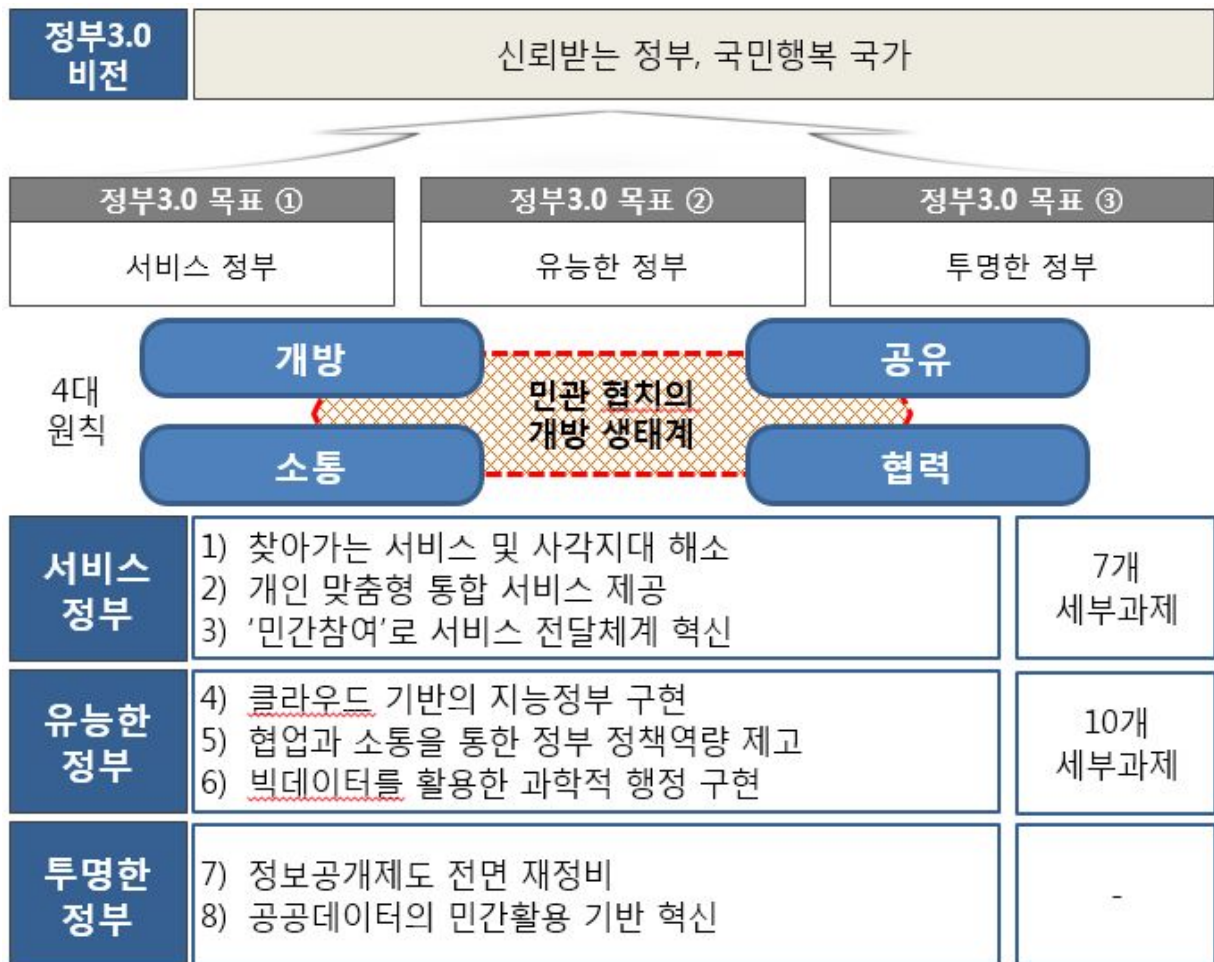 정부3.0
비전
신뢰받는 정부, 국민행복 국가
정부3.0 목표 ①
정부3.0 목표 ②
정부3.0 목표 ③
서비스 정부
유능한 정부
투명한 정부
4대
원칙
개방
공유
민관 협치의
개방 생태계
소통
협력
서비스
정부
1) 찾아가는 서비스 및 사각지대 해소
2) 개인 맞춤형 통합 서비스 제공
3) ‘민간참여’로 서비스 전달체계 혁신
7개
세부과제
유능한
정부
4) 클라우드 기반의 지능정부 구현
5) 협업과 소통을 통한 정부 정책역량 제고
6) 빅데이터를 활용한 과학적 행정 구현
10개
세부과제
투명한
정부
7) 정보공개제도 전면 재정비
8) 공공데이터의 민간활용 기반 혁신
-